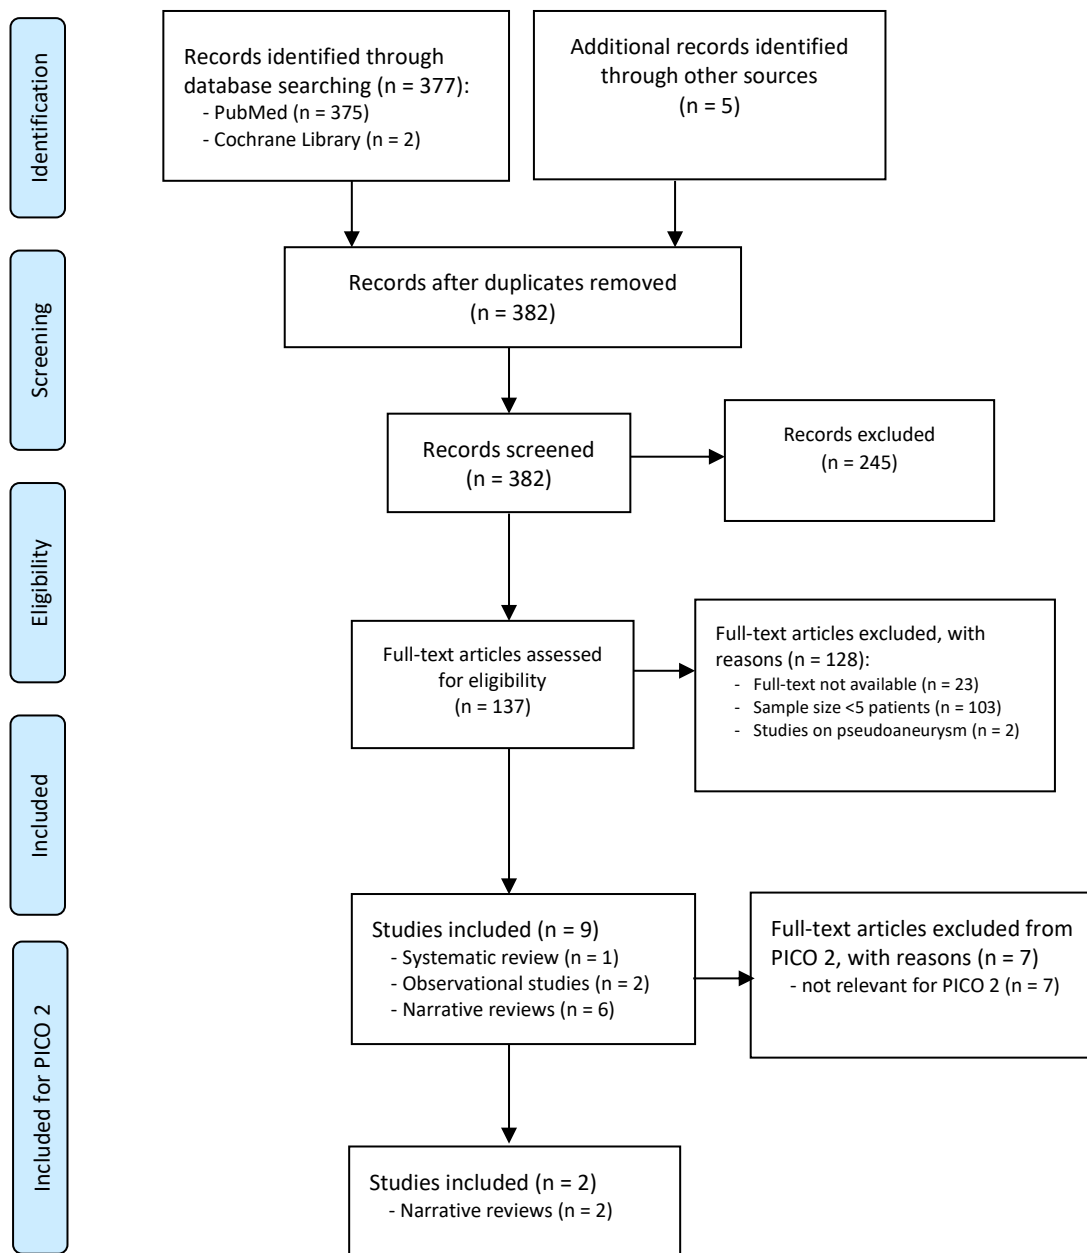 Identification
Records identified through
database searching (n = 377):
- PubMed (n = 375)
- Cochrane Library (n = 2)
Additional records identified
through other sources
(n = 5)
Screening
Records after duplicates removed
(n = 382)
Records screened
(n = 382)
Records excluded
(n = 245)
Eligibility
Full-text articles assessed
for eligibility
(n = 137)
Full-text articles excluded, with
reasons (n = 128):
- Full-text not available (n = 23)
- Sample size <5 patients (n = 103)
- Studies on pseudoaneurysm (n = 2)
Included
Studies included (n = 9)
- Systematic review (n = 1)
- Observational studies (n = 2)
- Narrative reviews (n = 6)
Full-text articles excluded from
PICO 2, with reasons (n = 7)
- not relevant for PICO 2 (n = 7)
Included for PICO 2
Studies included (n = 2)
- Narrative reviews (n = 2)